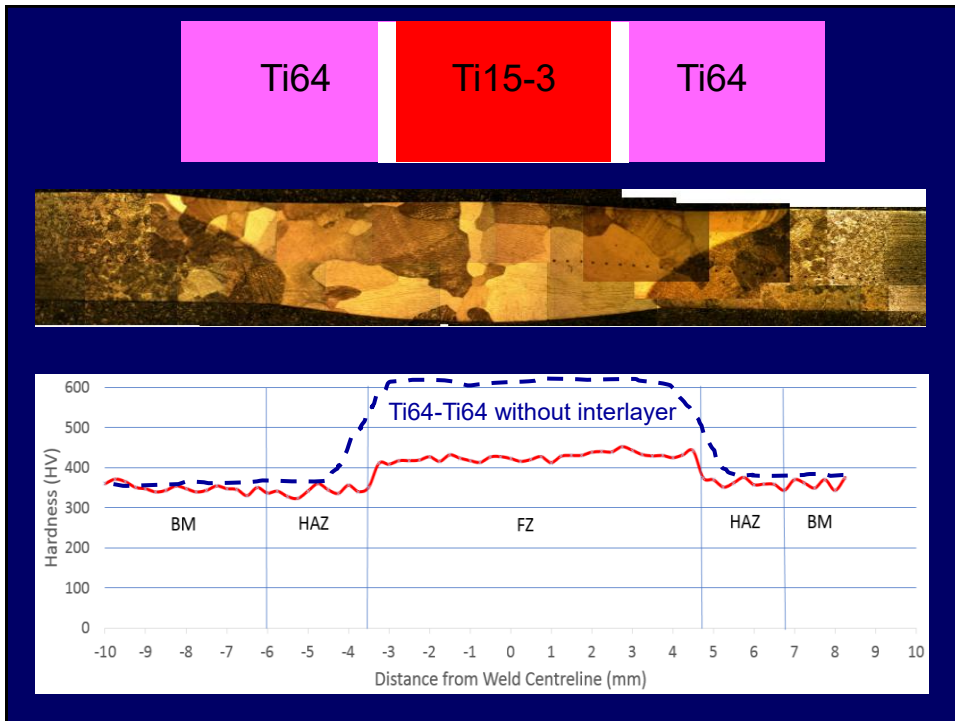 Ti64 Ti15-3 Ti64
600
Ti64-Ti64 without interlayer
500
400
300
BM HAZ FZ HAZ BM
200
100
0
Hardness (HV)
-10 -9 -8 -7 -6 -5 -4 -3 -2 -1 0 1 2 3 4 5 6 7 8 9 10
Distance from Weld Centreline (mm)